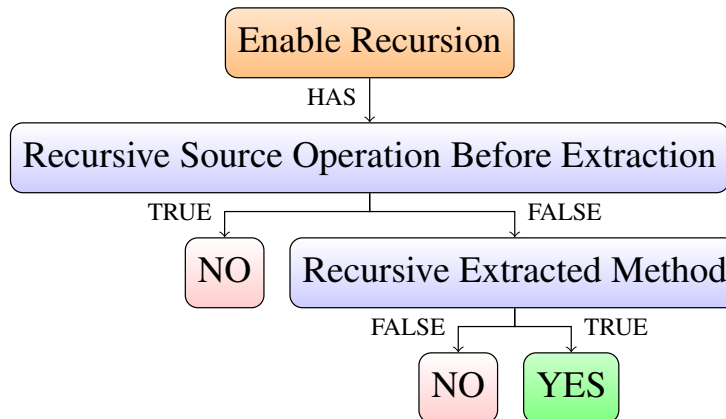 Enable Recursion
HAS
Recursive Source Operation Before Extraction
TRUE
FALSE
NO
Recursive Extracted Method
FALSE
TRUE
NO
YES